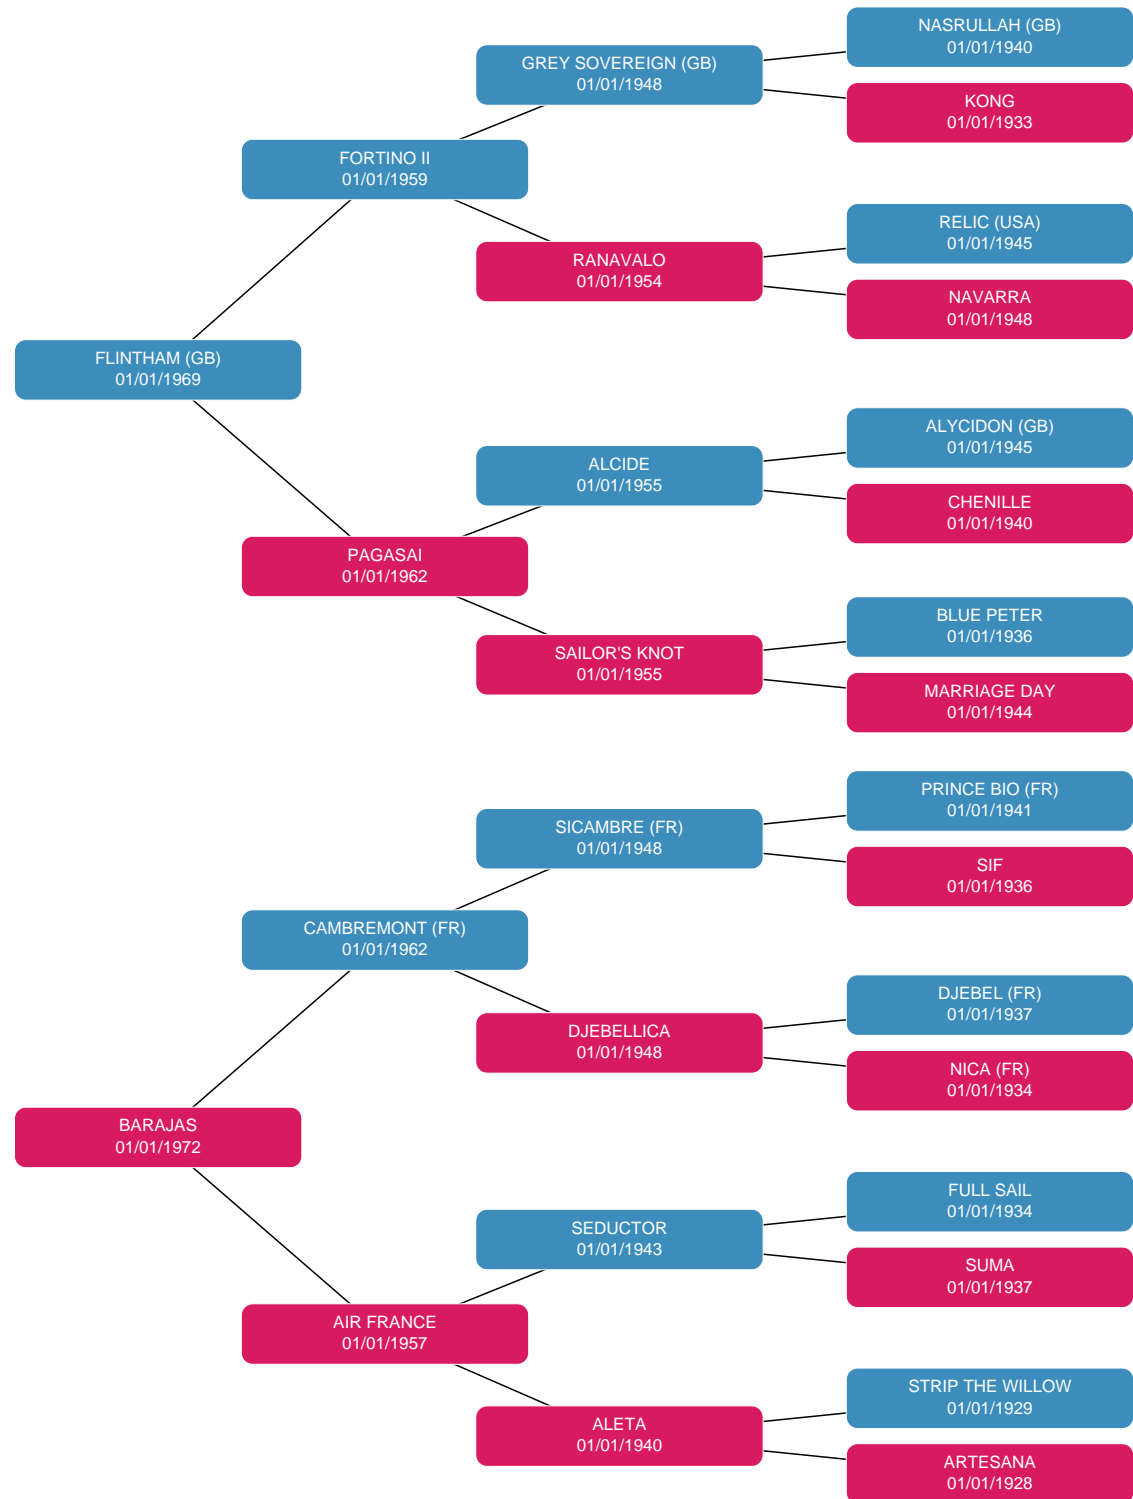 NASRULLAH (GB)
01/01/1940
GREY SOVEREIGN (GB)
01/01/1948
KONG
01/01/1933
FORTINO II
01/01/1959
RELIC (USA)
01/01/1945
RANAVALO
01/01/1954
NAVARRA
01/01/1948
FLINTHAM (GB)
01/01/1969
ALYCIDON (GB)
01/01/1945
ALCIDE
01/01/1955
CHENILLE
01/01/1940
PAGASAI
01/01/1962
BLUE PETER
01/01/1936
SAILOR'S KNOT
01/01/1955
MARRIAGE DAY
01/01/1944
PRINCE BIO (FR)
01/01/1941
SICAMBRE (FR)
01/01/1948
SIF
01/01/1936
CAMBREMONT (FR)
01/01/1962
DJEBEL (FR)
01/01/1937
DJEBELLICA
01/01/1948
NICA (FR)
01/01/1934
BARAJAS
01/01/1972
FULL SAIL
01/01/1934
SEDUCTOR
01/01/1943
SUMA
01/01/1937
AIR FRANCE
01/01/1957
STRIP THE WILLOW
01/01/1929
ALETA
01/01/1940
ARTESANA
01/01/1928